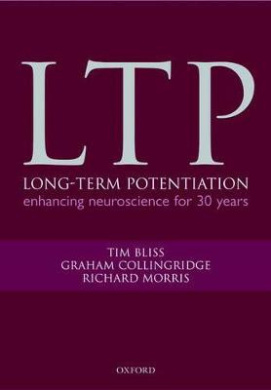 LTP
LONG-TERM POTENTIATION
enhancing neuroscience for 30 years
TIM BLISS
GRAHAM COLLINGRIDGE
RICHARD MORRIS
OXFORD